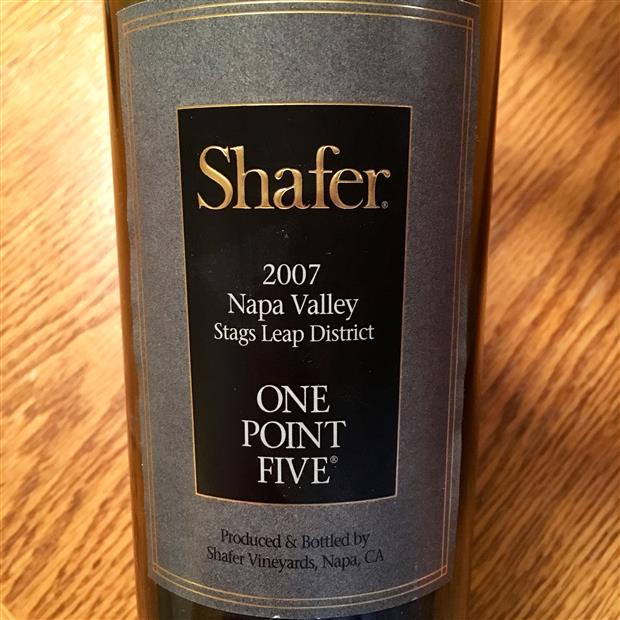 Shafer®
2007
Napa Valley
Stags Leap District
ONE
POINT
FIVE®
Produced & Bottled by
Shafer Vineyards, Napa, CA